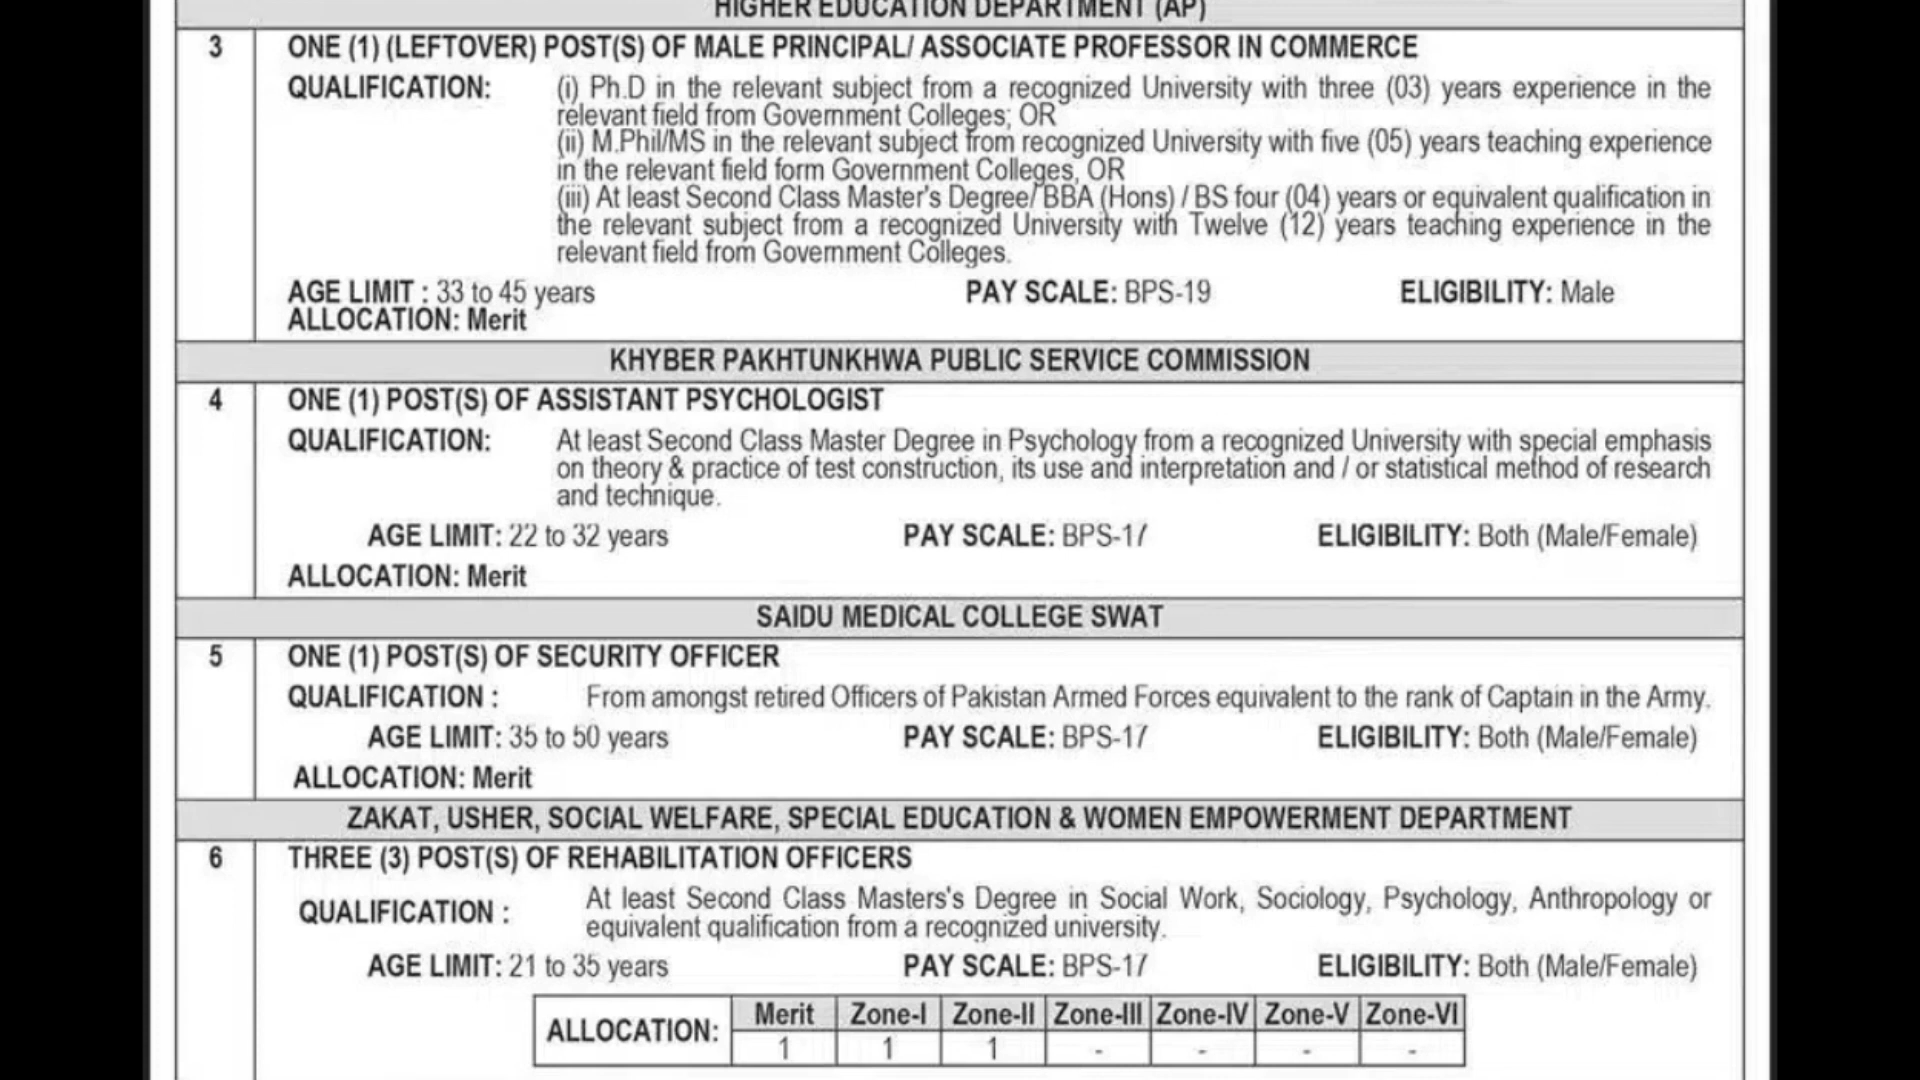 HIGHER EDUCATION DEPARTMENT (AP)
3 ONE (1) (LEFTOVER) POST(S) OF MALE PRINCIPAL/ ASSOCIATE PROFESSOR IN COMMERCE
QUALIFICATION: (i) Ph.D in the relevant subject from a recognized University with three (03) years experience in the
relevant field from Government Colleges; OR
(ii) M.Phil/MS in the relevant subject from recognized University with five (05) years teaching experience
in the relevant field form Government Colleges, OR
(iii) At least Second Class Master's Degree/ BBA (Hons) / BS four (04) years or equivalent qualification in
the relevant subject from a recognized University with Twelve (12) years teaching experience in the
relevant field from Government Colleges.
AGE LIMIT : 33 to 45 years PAY SCALE: BPS-19 ELIGIBILITY: Male
ALLOCATION: Merit
KHYBER PAKHTUNKHWA PUBLIC SERVICE COMMISSION
4 ONE (1) POST(S) OF ASSISTANT PSYCHOLOGIST
QUALIFICATION: At least Second Class Master Degree in Psychology from a recognized University with special emphasis
on theory & practice of test construction, its use and interpretation and / or statistical method of research
and technique.
AGE LIMIT: 22 to 32 years PAY SCALE: BPS-17 ELIGIBILITY: Both (Male/Female)
ALLOCATION: Merit
SAIDU MEDICAL COLLEGE SWAT
5 ONE (1) POST(S) OF SECURITY OFFICER
QUALIFICATION : From amongst retired Officers of Pakistan Armed Forces equivalent to the rank of Captain in the Army.
AGE LIMIT: 35 to 50 years PAY SCALE: BPS-17 ELIGIBILITY: Both (Male/Female)
ALLOCATION: Merit
ZAKAT, USHER, SOCIAL WELFARE, SPECIAL EDUCATION & WOMEN EMPOWERMENT DEPARTMENT
6 THREE (3) POST(S) OF REHABILITATION OFFICERS
QUALIFICATION : At least Second Class Masters's Degree in Social Work, Sociology, Psychology, Anthropology or
equivalent qualification from a recognized university.
AGE LIMIT: 21 to 35 years PAY SCALE: BPS-17 ELIGIBILITY: Both (Male/Female)
ALLOCATION: Merit Zone-I Zone-II Zone-III Zone-IV Zone-V Zone-VI
1 1 1 - - - -